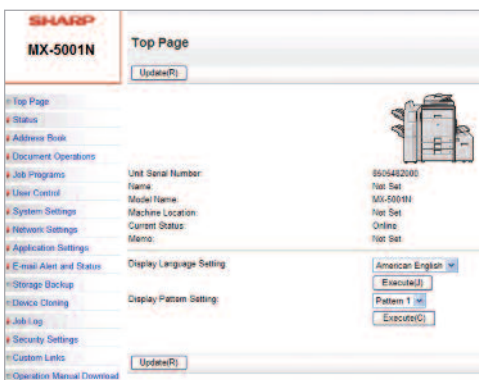 SHARP
MX-5001N
Top Page
Update(R)
Top Page
Status
Address Book
Document Operations
Job Programs
User Control
System Settings
Network Settings
Application Settings
E-mail Alert and Status
Storage Backup
Device Cloning
Job Log
Security Settings
Custom Links
Operation Manual Download
Unit Serial Number: 8506482000
Name: Not Set
Model Name: MX-5001N
Machine Location: Not Set
Current Status: Online
Memo: Not Set
Display Language Setting: American English
Execute(J)
Display Pattern Setting: Pattern 1
Execute(C)
Update(R)